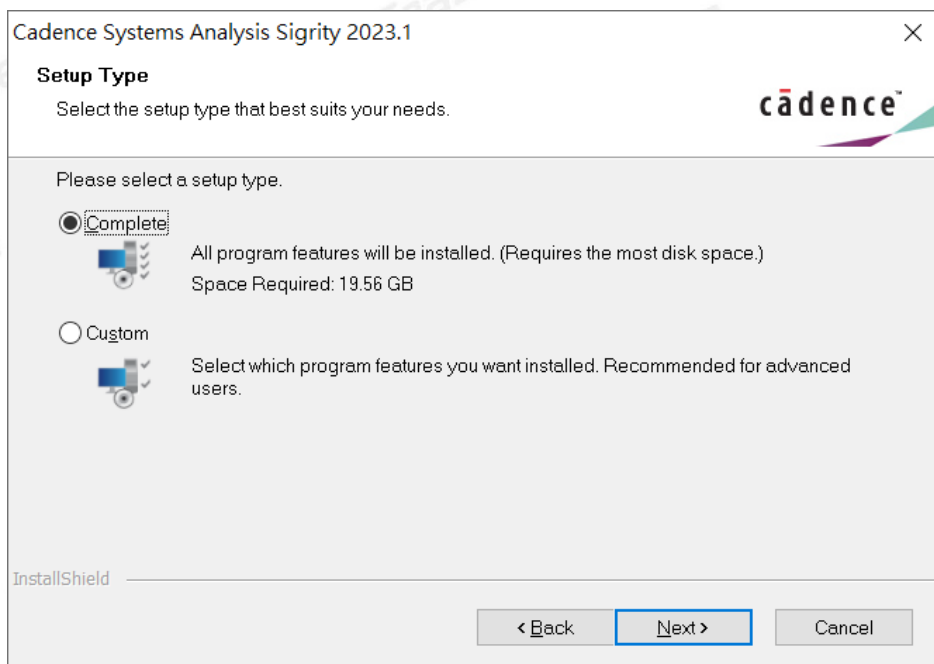 Cadence Systems Analysis Sigrity 2023.1
Setup Type
Select the setup type that best suits your needs.
cādence™
Please select a setup type.
Complete
All program features will be installed. (Requires the most disk space.)
Space Required: 19.56 GB
Custom
Select which program features you want installed. Recommended for advanced
users.
InstallShield
< Back
Next >
Cancel